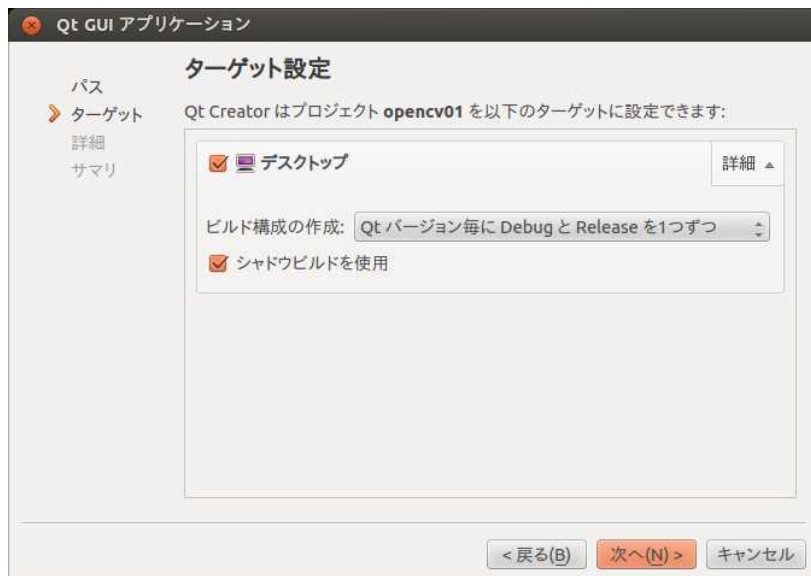 Qt GUI アプリケーション
パス
ターゲット
詳細
サマリ
ターゲット設定
Qt Creator はプロジェクト opencv01 を以下のターゲットに設定できます:
デスクトップ
詳細
ビルド構成の作成: Qt バージョン毎に Debug と Release を1つずつ
シャドウビルドを使用
< 戻る(B) 次へ(N) > キャンセル